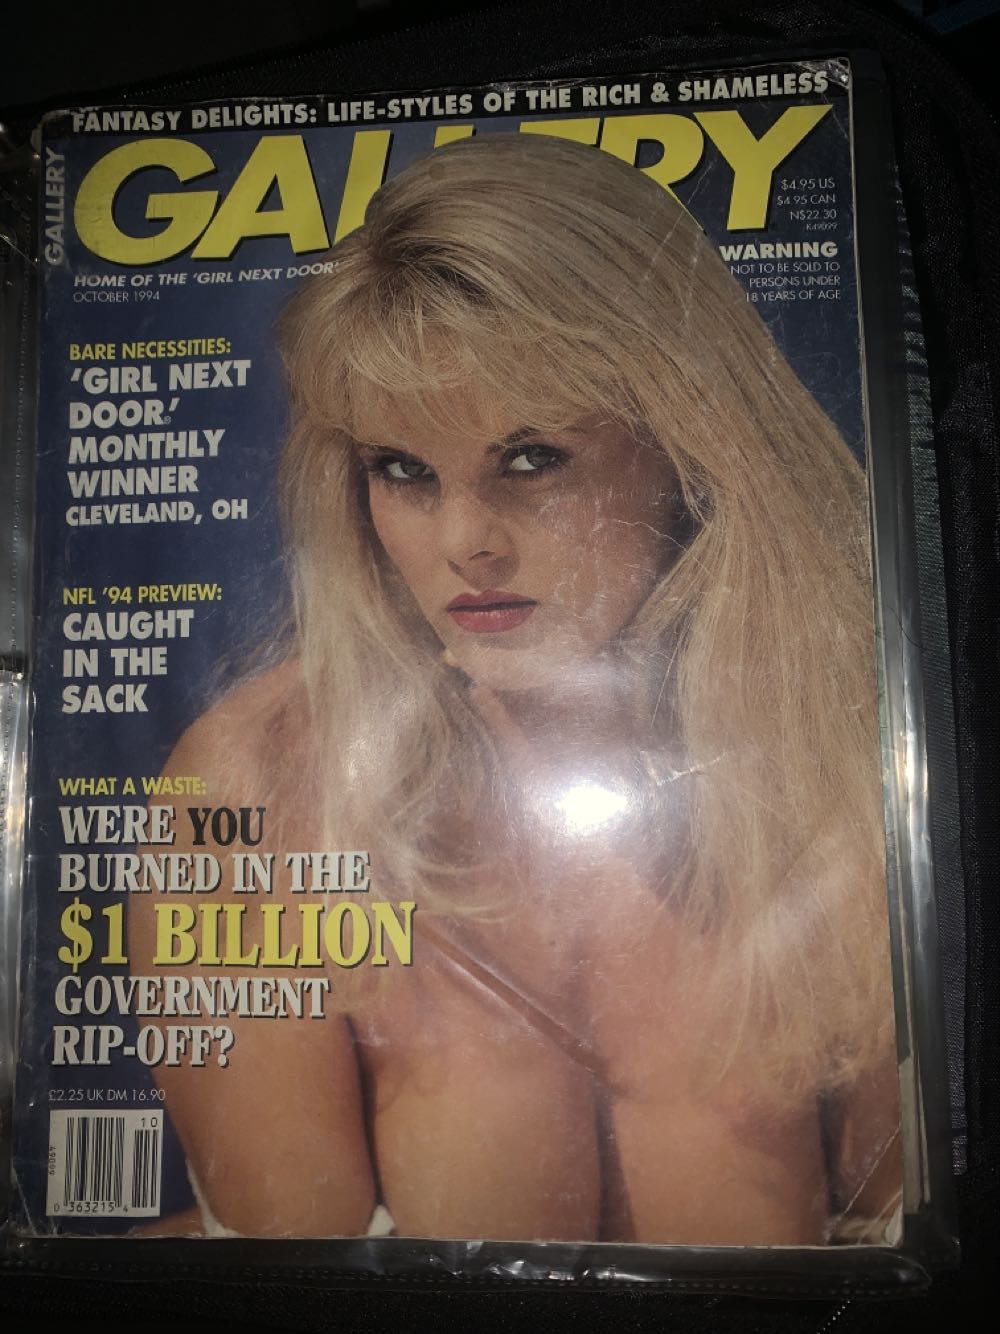 FANTASY DELIGHTS: LIFE-STYLES OF THE RICH & SHAMELESS
GALLERY
GALLERY
$4.95 US
$4.95 CAN
N$22.30
K49099
WARNING
NOT TO BE SOLD TO
PERSONS UNDER
18 YEARS OF AGE
HOME OF THE 'GIRL NEXT DOOR'
OCTOBER 1994
BARE NECESSITIES:
'GIRL NEXT
DOOR'®
MONTHLY
WINNER
CLEVELAND, OH
NFL '94 PREVIEW:
CAUGHT
IN THE
SACK
WHAT A WASTE:
WERE YOU
BURNED IN THE
$1 BILLION
GOVERNMENT
RIP-OFF?
£2.25 UK DM 16.90
10
0 363215 4